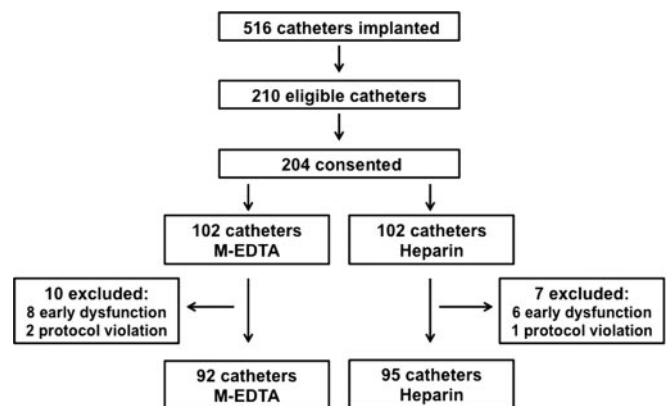 516 catheters implanted
210 eligible catheters
204 consented
102 catheters
M-EDTA
102 catheters
Heparin
10 excluded:
8 early dysfunction
2 protocol violation
7 excluded:
6 early dysfunction
1 protocol violation
92 catheters
M-EDTA
95 catheters
Heparin